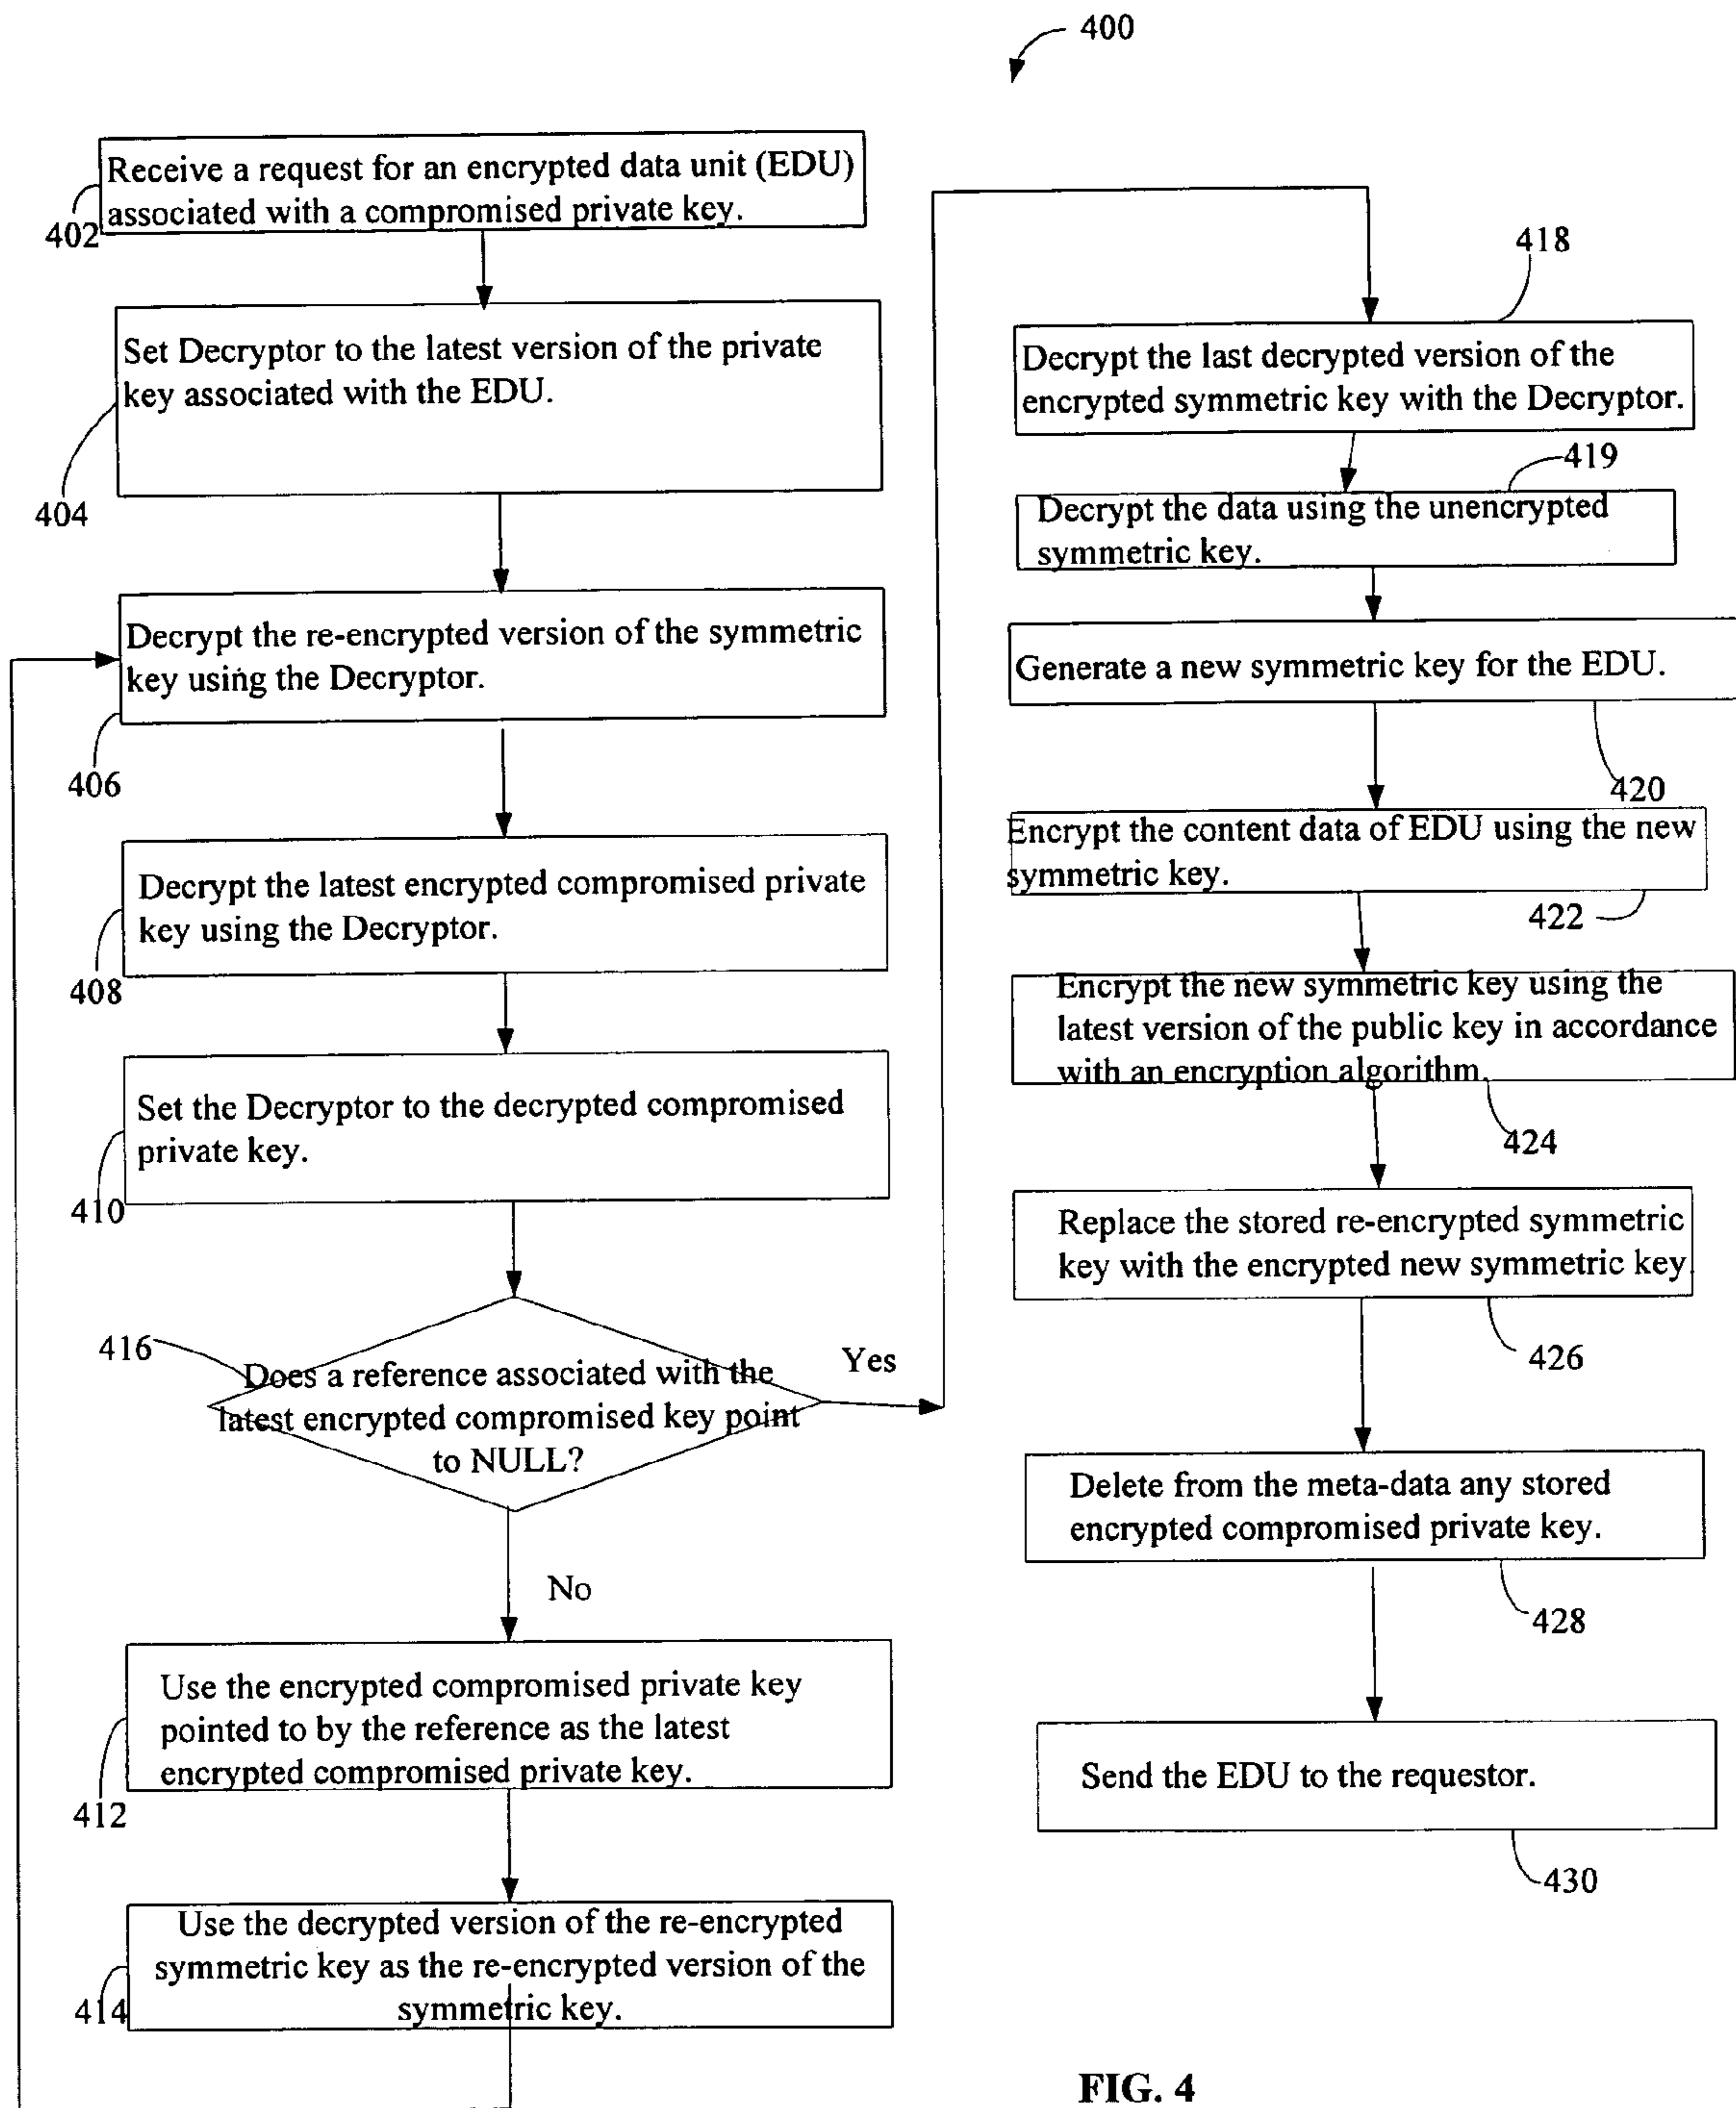 400
Receive a request for an encrypted data unit (EDU)
associated with a compromised private key.
402
Set Decryptor to the latest version of the private
key associated with the EDU.
404
Decrypt the re-encrypted version of the symmetric
key using the Decryptor.
406
Decrypt the latest encrypted compromised private
key using the Decryptor.
408
Set the Decryptor to the decrypted compromised
private key.
410
416
Does a reference associated with the
latest encrypted compromised key point
to NULL?
Yes
No
Use the encrypted compromised private key
pointed to by the reference as the latest
encrypted compromised private key.
412
Use the decrypted version of the re-encrypted
symmetric key as the re-encrypted version of the
symmetric key.
414
418
Decrypt the last decrypted version of the
encrypted symmetric key with the Decryptor.
419
Decrypt the data using the unencrypted
symmetric key.
Generate a new symmetric key for the EDU.
420
Encrypt the content data of EDU using the new
symmetric key.
422
Encrypt the new symmetric key using the
latest version of the public key in accordance
with an encryption algorithm.
424
Replace the stored re-encrypted symmetric
key with the encrypted new symmetric key
426
Delete from the meta-data any stored
encrypted compromised private key.
428
Send the EDU to the requestor.
430
FIG. 4